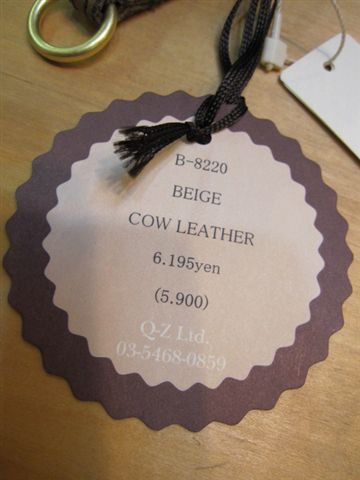 B-8220
BEIGE
COW LEATHER
6.195yen
(5.900)
Q-Z Ltd.
03-5468-0859